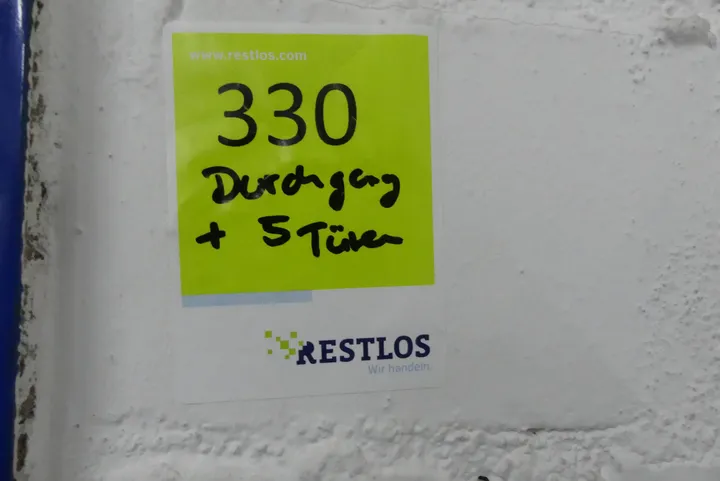 www.restlos.com
330
Durchgang
+ 5 Türen
RESTLOS
Wir handeln.